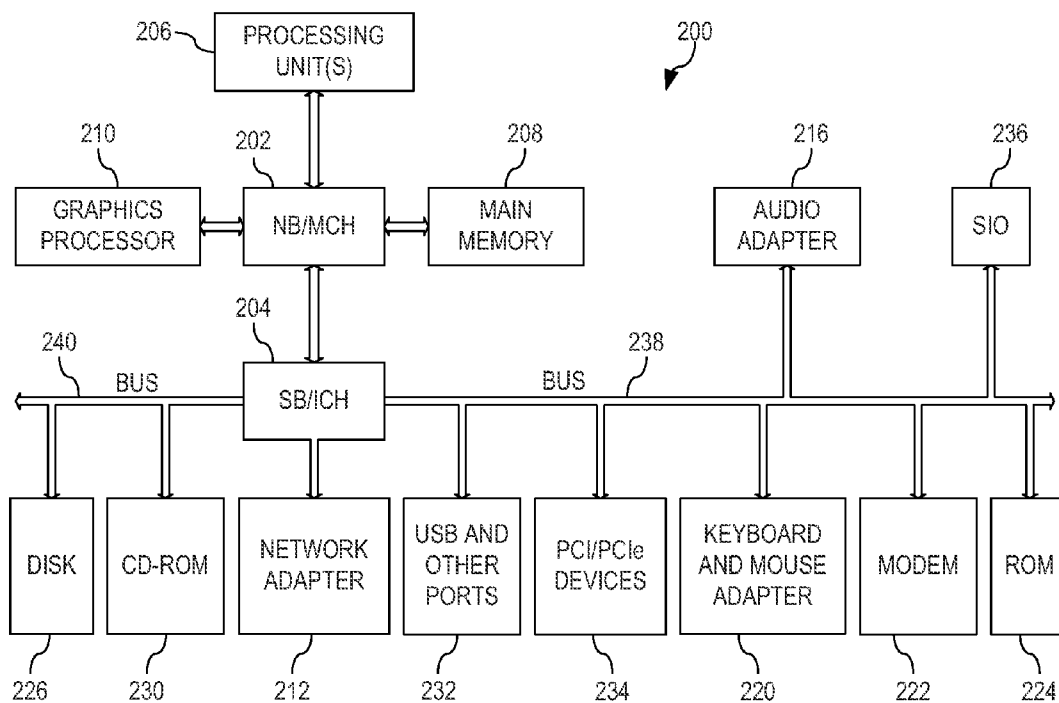 206
PROCESSING
UNIT(S)
200
210
202
208
216
236
GRAPHICS
PROCESSOR
NB/MCH
MAIN
MEMORY
AUDIO
ADAPTER
SIO
204
240
238
BUS
SB/ICH
BUS
DISK
CD-ROM
NETWORK
ADAPTER
USB AND
OTHER
PORTS
PCI/PCIe
DEVICES
KEYBOARD
AND MOUSE
ADAPTER
MODEM
ROM
226
230
212
232
234
220
222
224